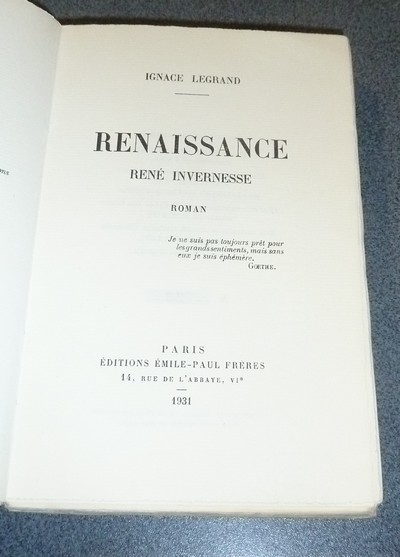 IGNACE LEGRAND
RENAISSANCE
RENÉ INVERNESSE
ROMAN
Je ne suis pas toujours prêt pour
les grands sentiments, mais sans
eux je suis éphémère.
GŒTHE.
PARIS
ÉDITIONS ÉMILE-PAUL FRÈRES
14, RUE DE L'ABBAYE, VIe
1931